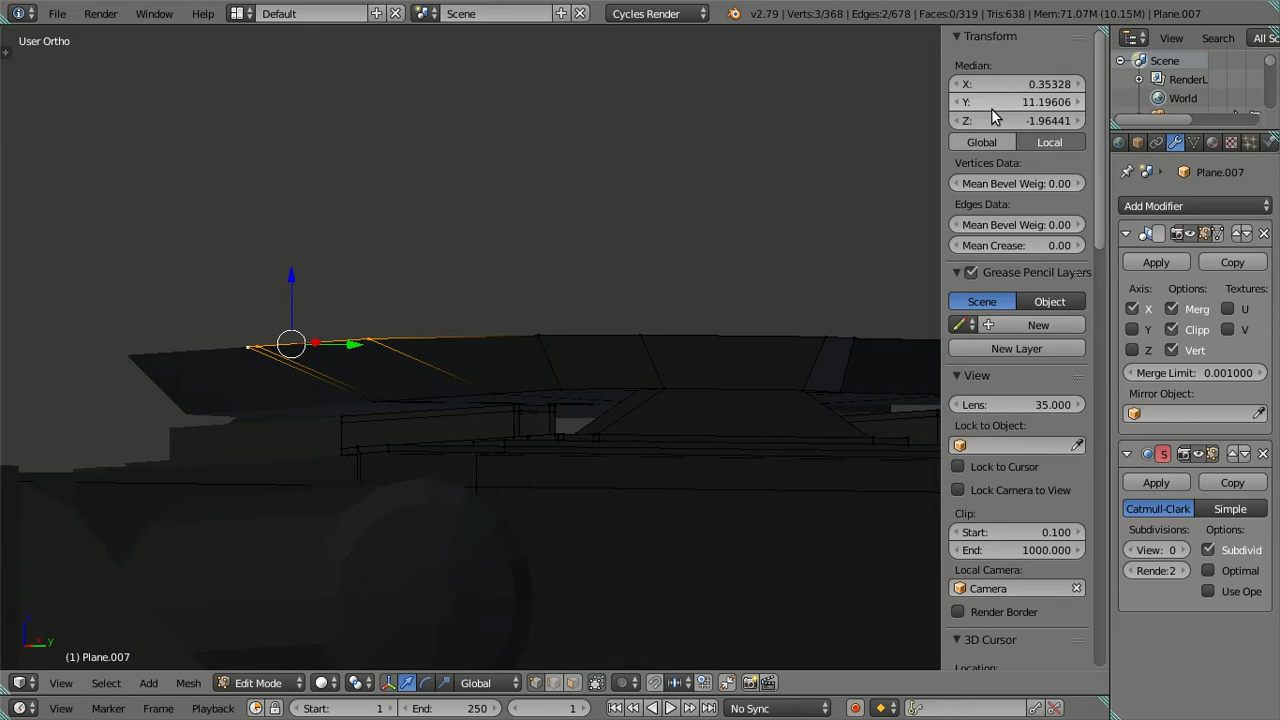 File Render Window Help Default Scene Cycles Render v2.79 | Verts:3/368 | Edges:2/678 | Faces:0/319 | Tris:638 | Mem:71.07M (10.15M) | Plane.007
User Ortho
Transform
Median:
X: 0.35328
Y: 11.19606
Z: -1.96441
Global Local
Vertices Data:
Mean Bevel Weig: 0.00
Edges Data:
Mean Bevel Weig: 0.00
Mean Crease: 0.00
Grease Pencil Layers
Scene Object
New
New Layer
View
Lens: 35.000
Lock to Object:
Lock to Cursor
Lock Camera to View
Clip:
Start: 0.100
End: 1000.000
Local Camera:
Camera
Render Border
3D Cursor
Location:
View Search All Sc
Scene
RenderL
World
Plane.007
Add Modifier
Apply Copy
Axis: Options: Textures:
X Merg U
Y Clipp V
Z Vert
Merge Limit: 0.001000
Mirror Object:
S
Apply Copy
Catmull-Clark Simple
Subdivisions: Options:
View: 0 Subdivid
Rende: 2 Optimal
Use Ope
z
x y
(1) Plane.007
View Select Add Mesh Edit Mode Global
View Marker Frame Playback Start: 1 End: 250 1 No Sync